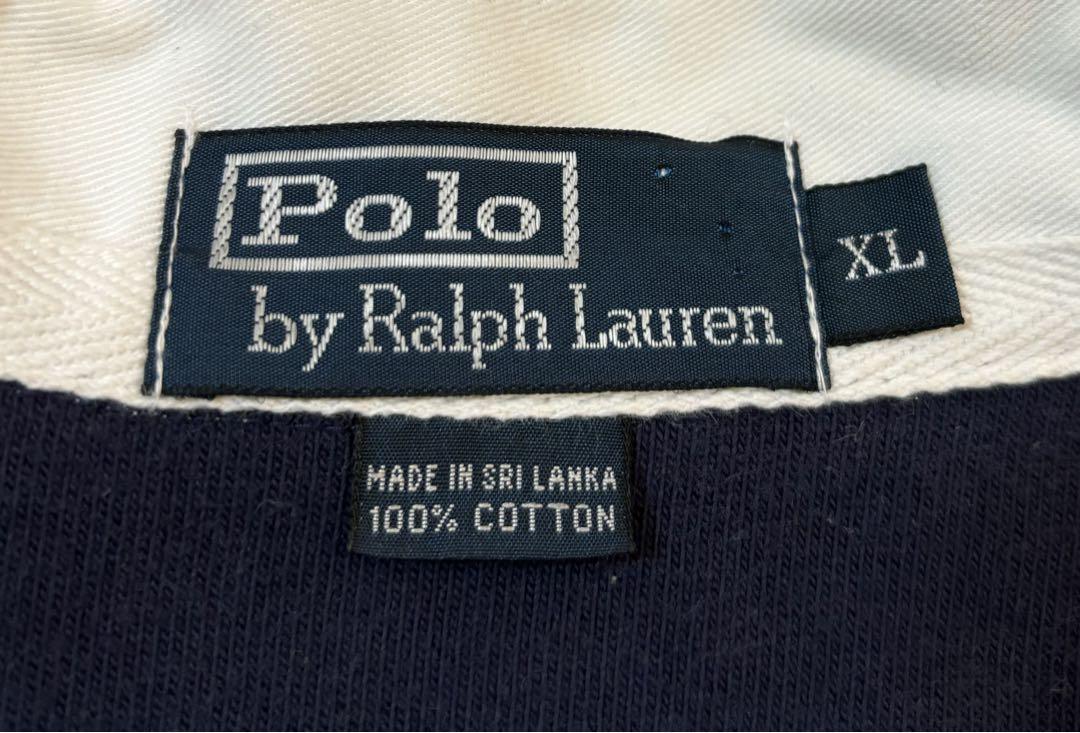 Polo
by Ralph Lauren
XL
MADE IN SRI LANKA
100% COTTON